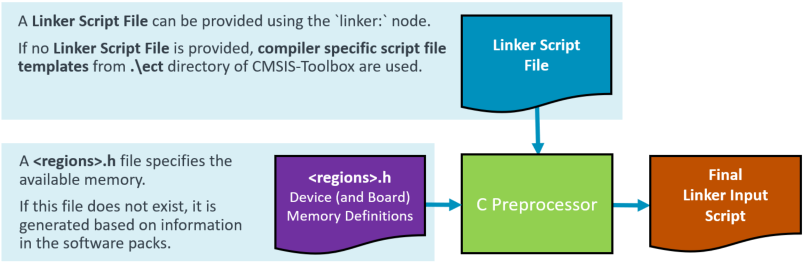 A Linker Script File can be provided using the `linker:` node.
If no Linker Script File is provided, compiler specific script file
templates from .\ect directory of CMSIS-Toolbox are used.
Linker Script
File
A <regions>.h file specifies the
available memory.
If this file does not exist, it is
generated based on information
in the software packs.
<regions>.h
Device (and Board)
Memory Definitions
C Preprocessor
Final
Linker Input
Script